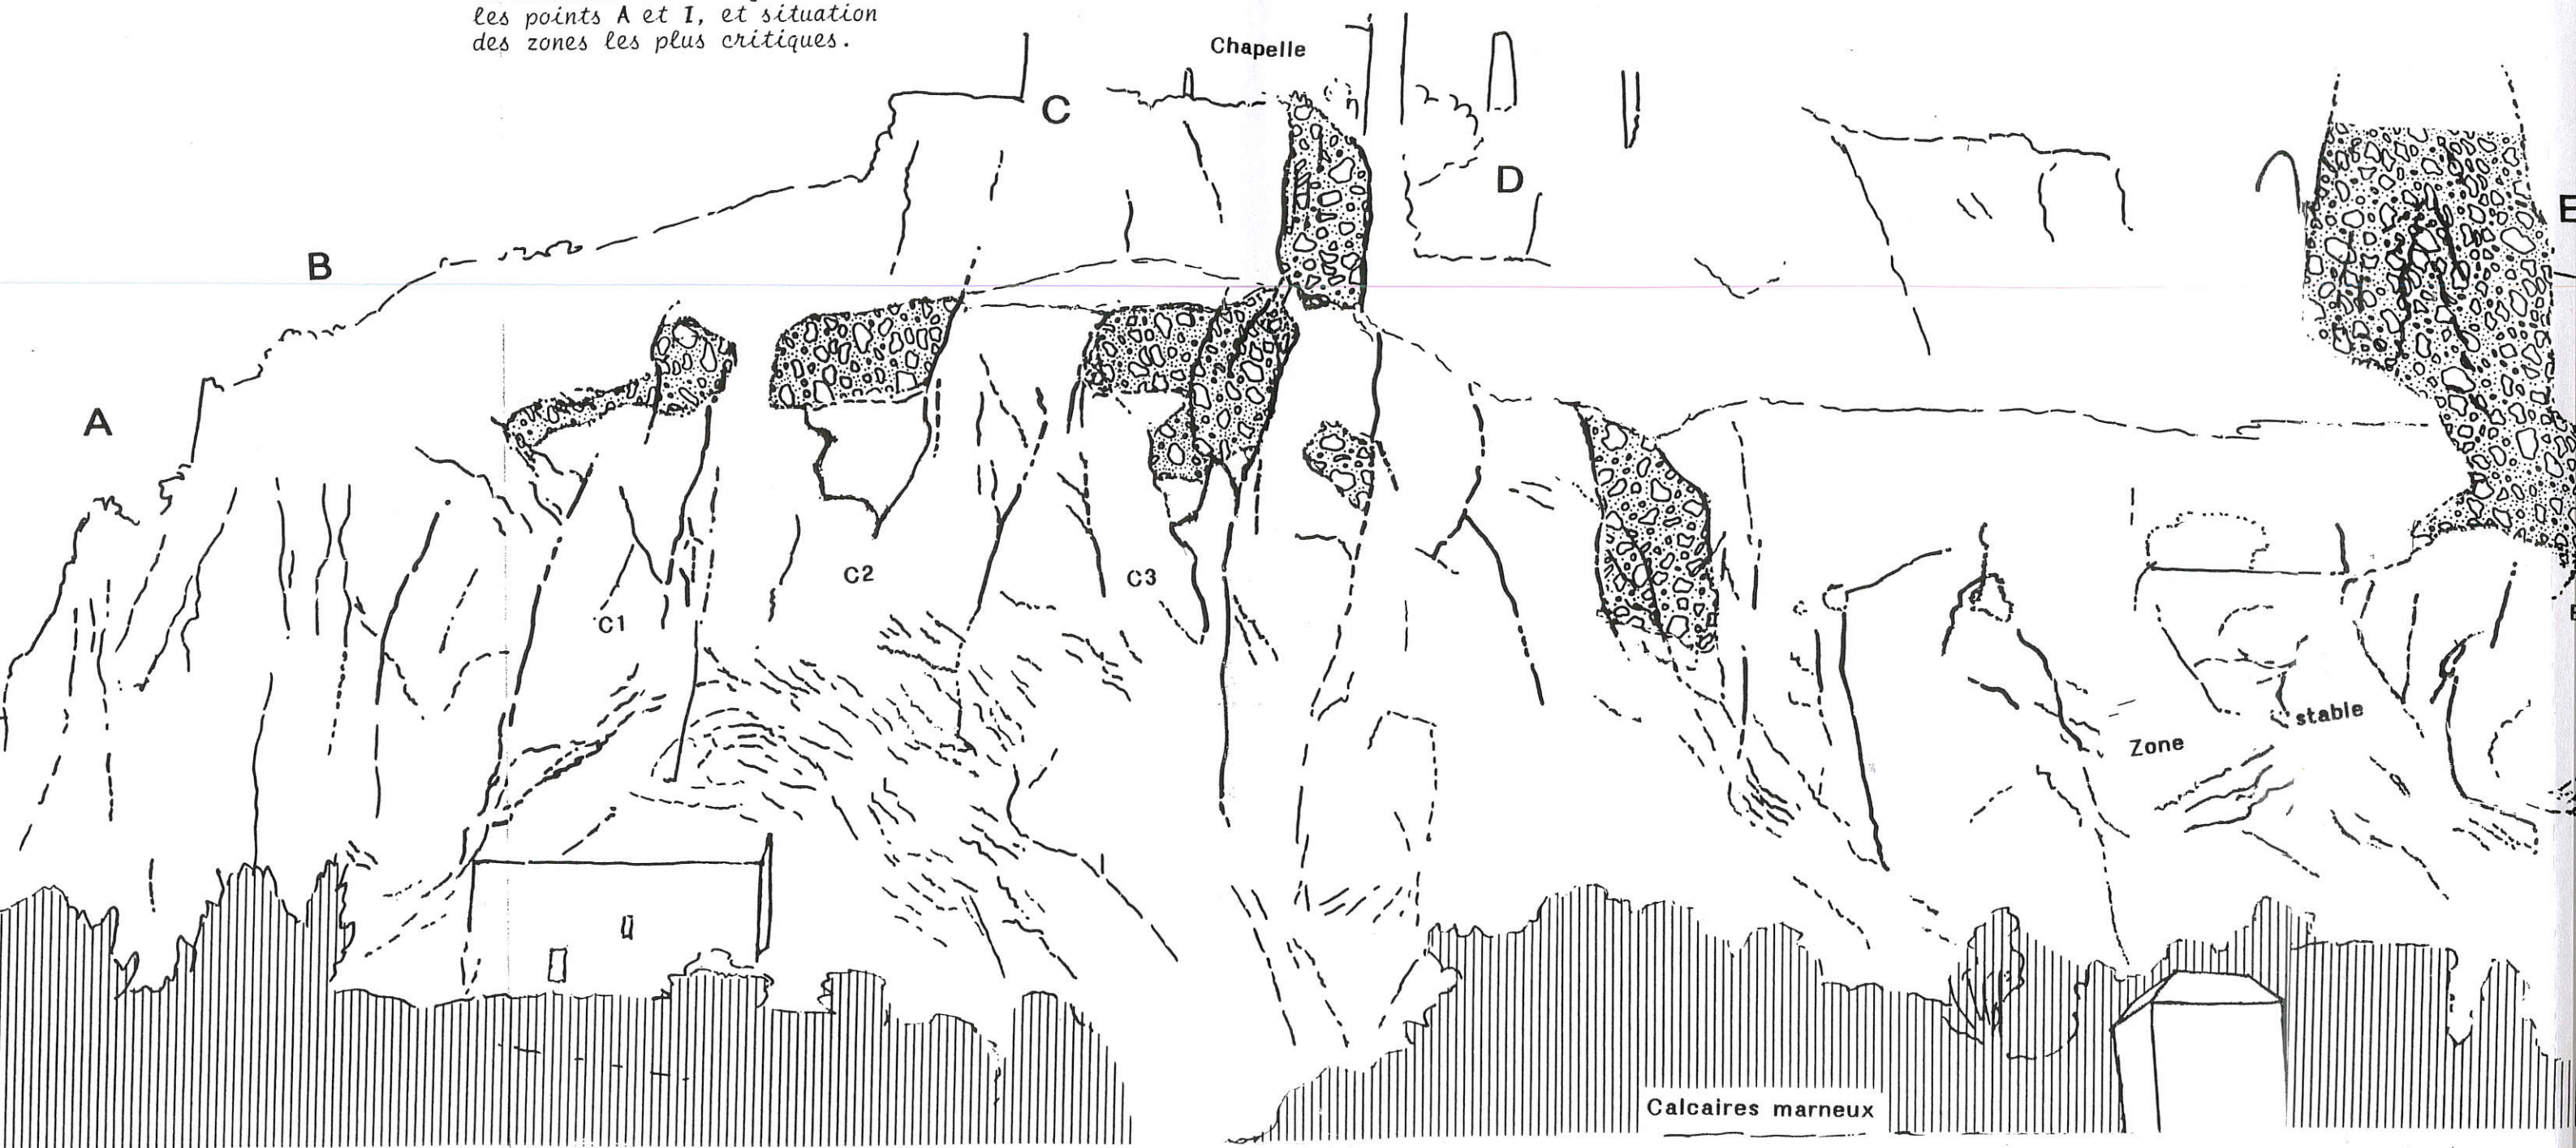 les points A et I, et situation
des zones les plus critiques.
Chapelle
C
D
E
B
A
C2
C3
C1
stable
Zone
Calcaires marneux